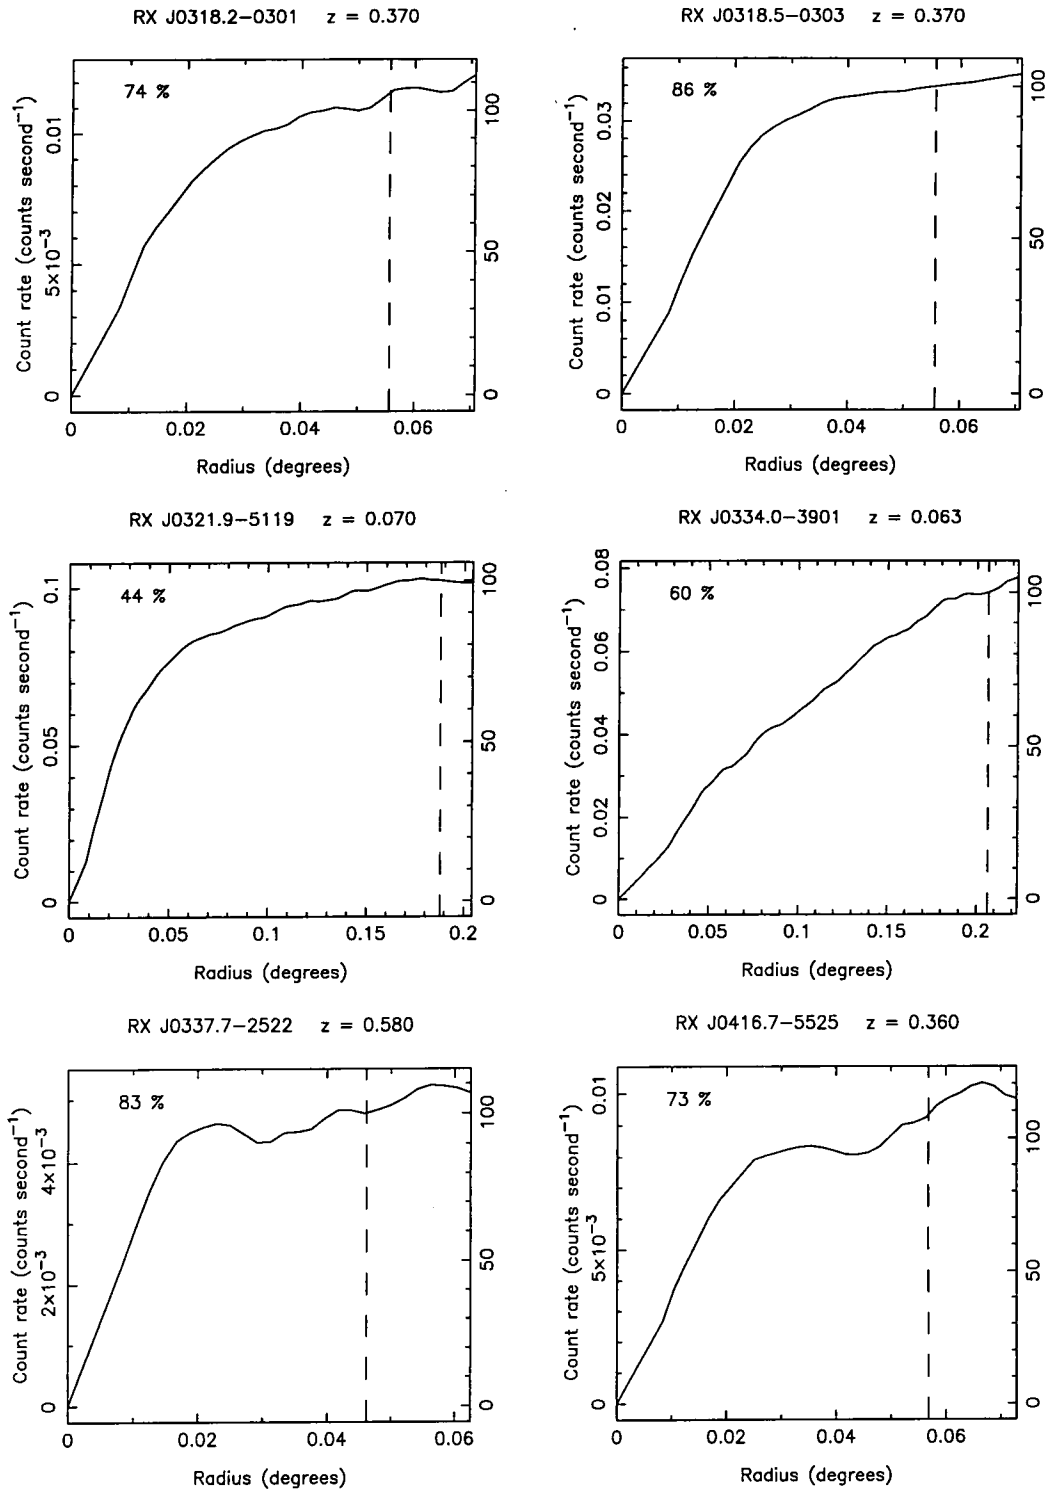 RX J0318.2−0301 z = 0.370
74 %
Count rate (counts second−1)
0 5×10−3 0.01
0 50 100
0 0.02 0.04 0.06
Radius (degrees)
RX J0318.5−0303 z = 0.370
86 %
Count rate (counts second−1)
0 0.01 0.02 0.03
0 50 100
0 0.02 0.04 0.06
Radius (degrees)
RX J0321.9−5119 z = 0.070
44 %
Count rate (counts second−1)
0 0.05 0.1
0 50 100
0 0.05 0.1 0.15 0.2
Radius (degrees)
RX J0334.0−3901 z = 0.063
60 %
Count rate (counts second−1)
0 0.02 0.04 0.06 0.08
0 50 100
0 0.05 0.1 0.15 0.2
Radius (degrees)
RX J0337.7−2522 z = 0.580
83 %
Count rate (counts second−1)
0 2×10−3 4×10−3
0 50 100
0 0.02 0.04 0.06
Radius (degrees)
RX J0416.7−5525 z = 0.360
73 %
Count rate (counts second−1)
0 5×10−3 0.01
0 50 100
0 0.02 0.04 0.06
Radius (degrees)